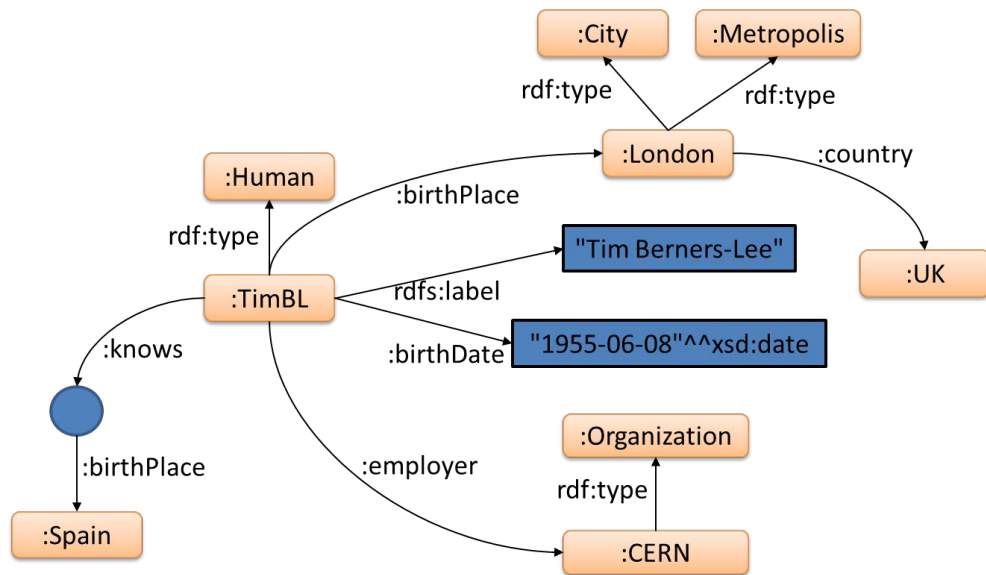 :City
:Metropolis
rdf:type
rdf:type
:London
:country
:Human
:birthPlace
rdf:type
"Tim Berners-Lee"
:UK
:TimBL
rdfs:label
"1955-06-08"^^xsd:date
:knows
:birthDate
:Organization
:birthPlace
:employer
rdf:type
:Spain
:CERN